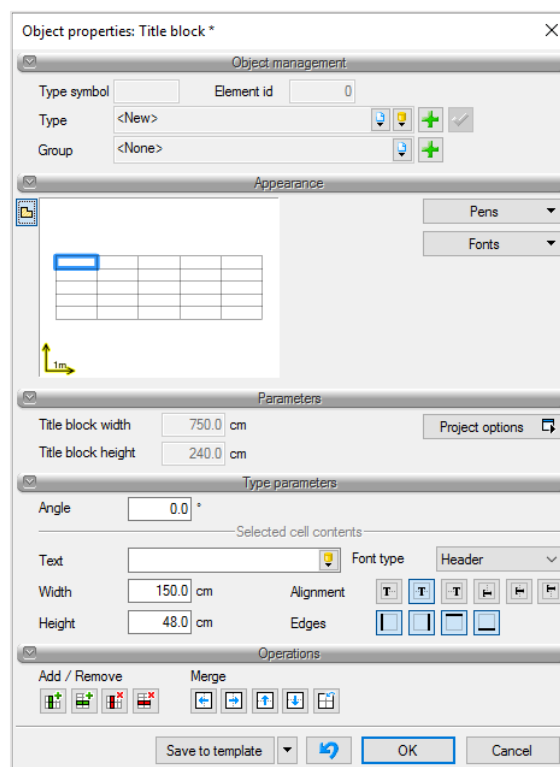 Object properties: Title block *
Object management
Type symbol Element id 0
Type <New>
Group <None>
Appearance
Pens
Fonts
1m
Parameters
Title block width 750.0 cm Project options
Title block height 240.0 cm
Type parameters
Angle 0.0 °
Selected cell contents
Text Font type Header
Width 150.0 cm Alignment T T T T T T
Height 48.0 cm Edges
Operations
Add / Remove Merge
Save to template OK Cancel